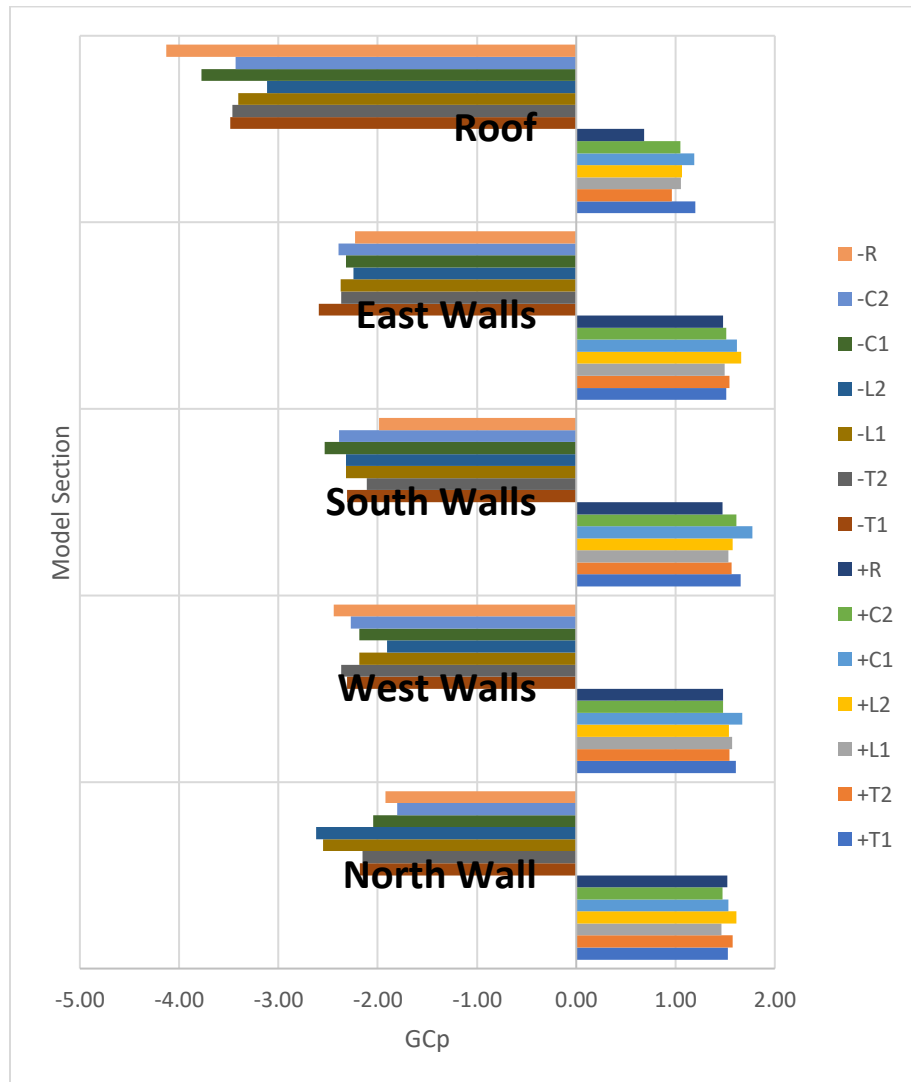 Roof
East Walls
South Walls
West Walls
North Wall
Model Section
-5.00 -4.00 -3.00 -2.00 -1.00 0.00 1.00 2.00
GCp
-R
-C2
-C1
-L2
-L1
-T2
-T1
+R
+C2
+C1
+L2
+L1
+T2
+T1